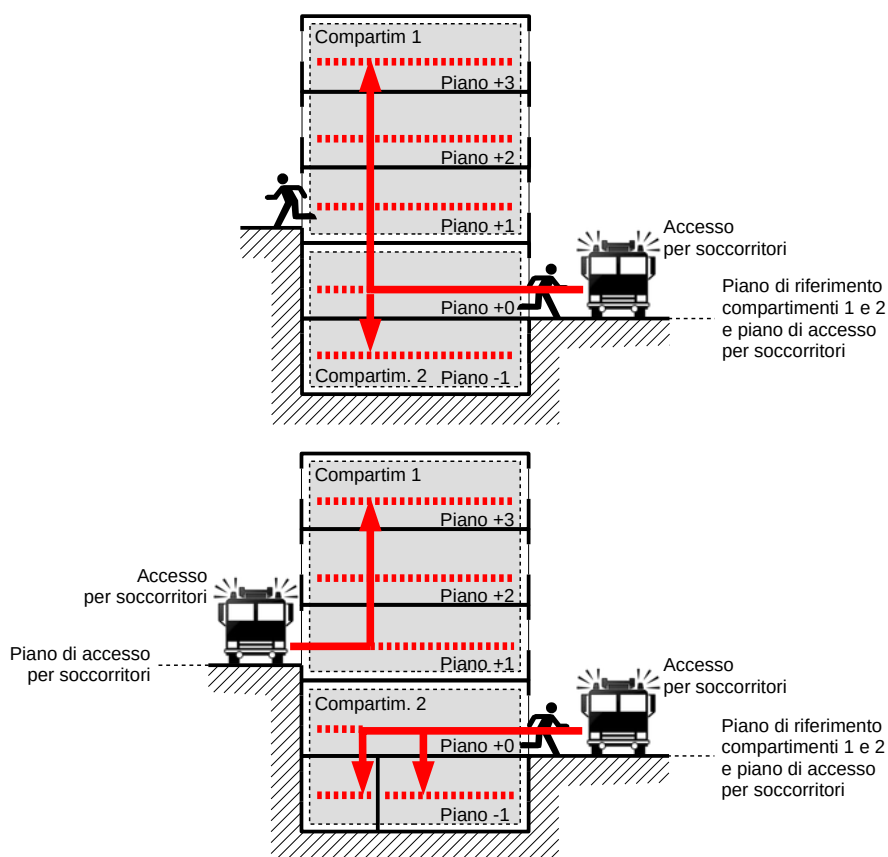 Compartim 1
Piano +3
Piano +2
Piano +1
Accesso
per soccorritori
Piano +0
Piano di riferimento
compartimenti 1 e 2
e piano di accesso
per soccorritori
Compartim. 2 Piano -1
Compartim 1
Piano +3
Accesso
per soccorritori
Piano +2
Piano di accesso
per soccorritori
Piano +1
Accesso
per soccorritori
Compartim. 2
Piano +0
Piano di riferimento
compartimenti 1 e 2
e piano di accesso
per soccorritori
Piano -1